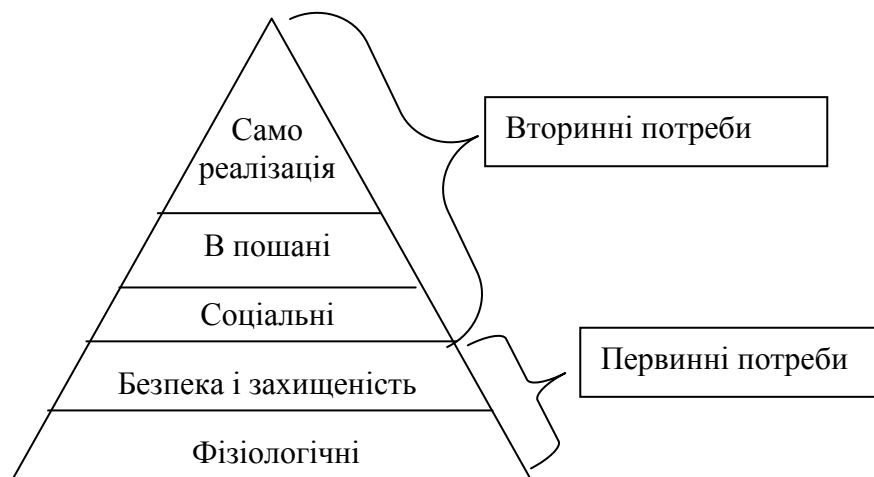 Само
реалізація
Вторинні потреби
В пошані
Соціальні
Безпека і захищеність
Первинні потреби
Фізіологічні